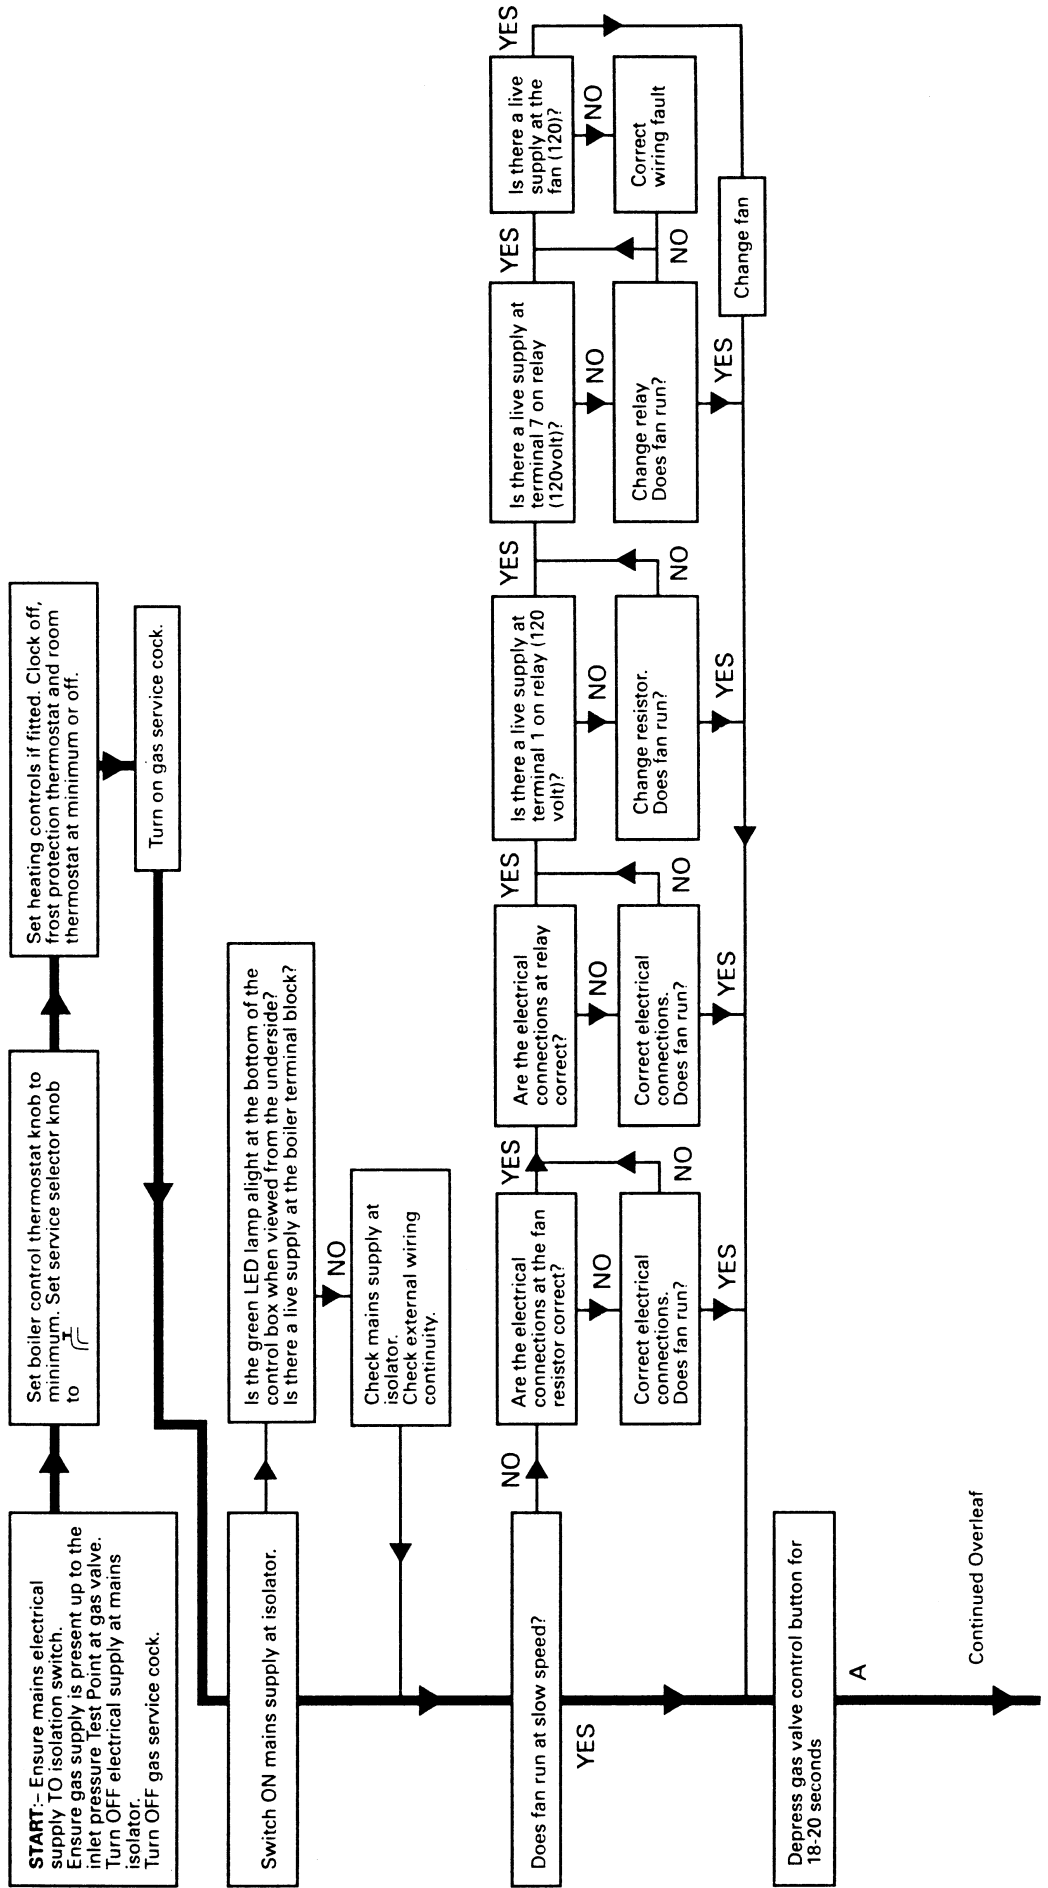 START:– Ensure mains electrical
supply TO isolation switch.
Ensure gas supply is present up to the
inlet pressure Test Point at gas valve.
Turn OFF electrical supply at mains
isolator.
Turn OFF gas service cock.
Set boiler control thermostat knob to
minimum. Set service selector knob
to
Set heating controls if fitted. Clock off,
frost protection thermostat and room
thermostat at minimum or off.
Turn on gas service cock.
Switch ON mains supply at isolator.
Is the green LED lamp alight at the bottom of the
control box when viewed from the underside?
Is there a live supply at the boiler terminal block?
NO
Check mains supply at
isolator.
Check external wiring
continuity.
Does fan run at slow speed?
NO
YES
Are the electrical
connections at the fan
resistor correct?
YES
NO
Correct electrical
connections.
Does fan run?
NO
YES
Are the electrical
connections at relay
correct?
YES
NO
Correct electrical
connections.
Does fan run?
NO
YES
Is there a live supply at
terminal 1 on relay (120
volt)?
YES
NO
Change resistor.
Does fan run?
NO
YES
Is there a live supply at
terminal 7 on relay
(120volt)?
YES
NO
Change relay
Does fan run?
NO
YES
Is there a live
supply at the
fan (120)?
YES
NO
Correct
wiring fault
Change fan
Depress gas valve control button for
18-20 seconds
A
Continued Overleaf